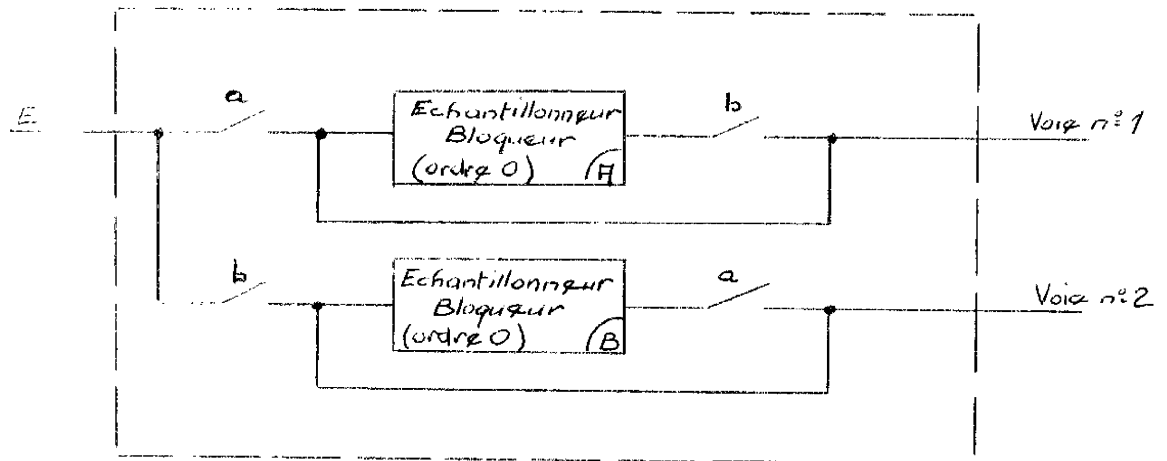 E
a
Echantillonneur
Bloqueur
(ordre 0)
A
b
Voie n° 1
b
Echantillonneur
Bloqueur
(ordre 0)
B
a
Voie n° 2